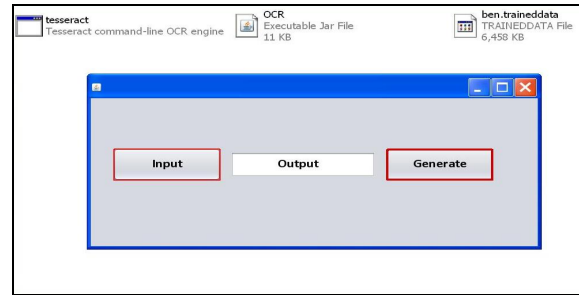 tesseract
Tesseract command-line OCR engine
OCR
Executable Jar File
11 KB
ben.traineddata
TRAINEDDATA File
6,458 KB
Input
Output
Generate